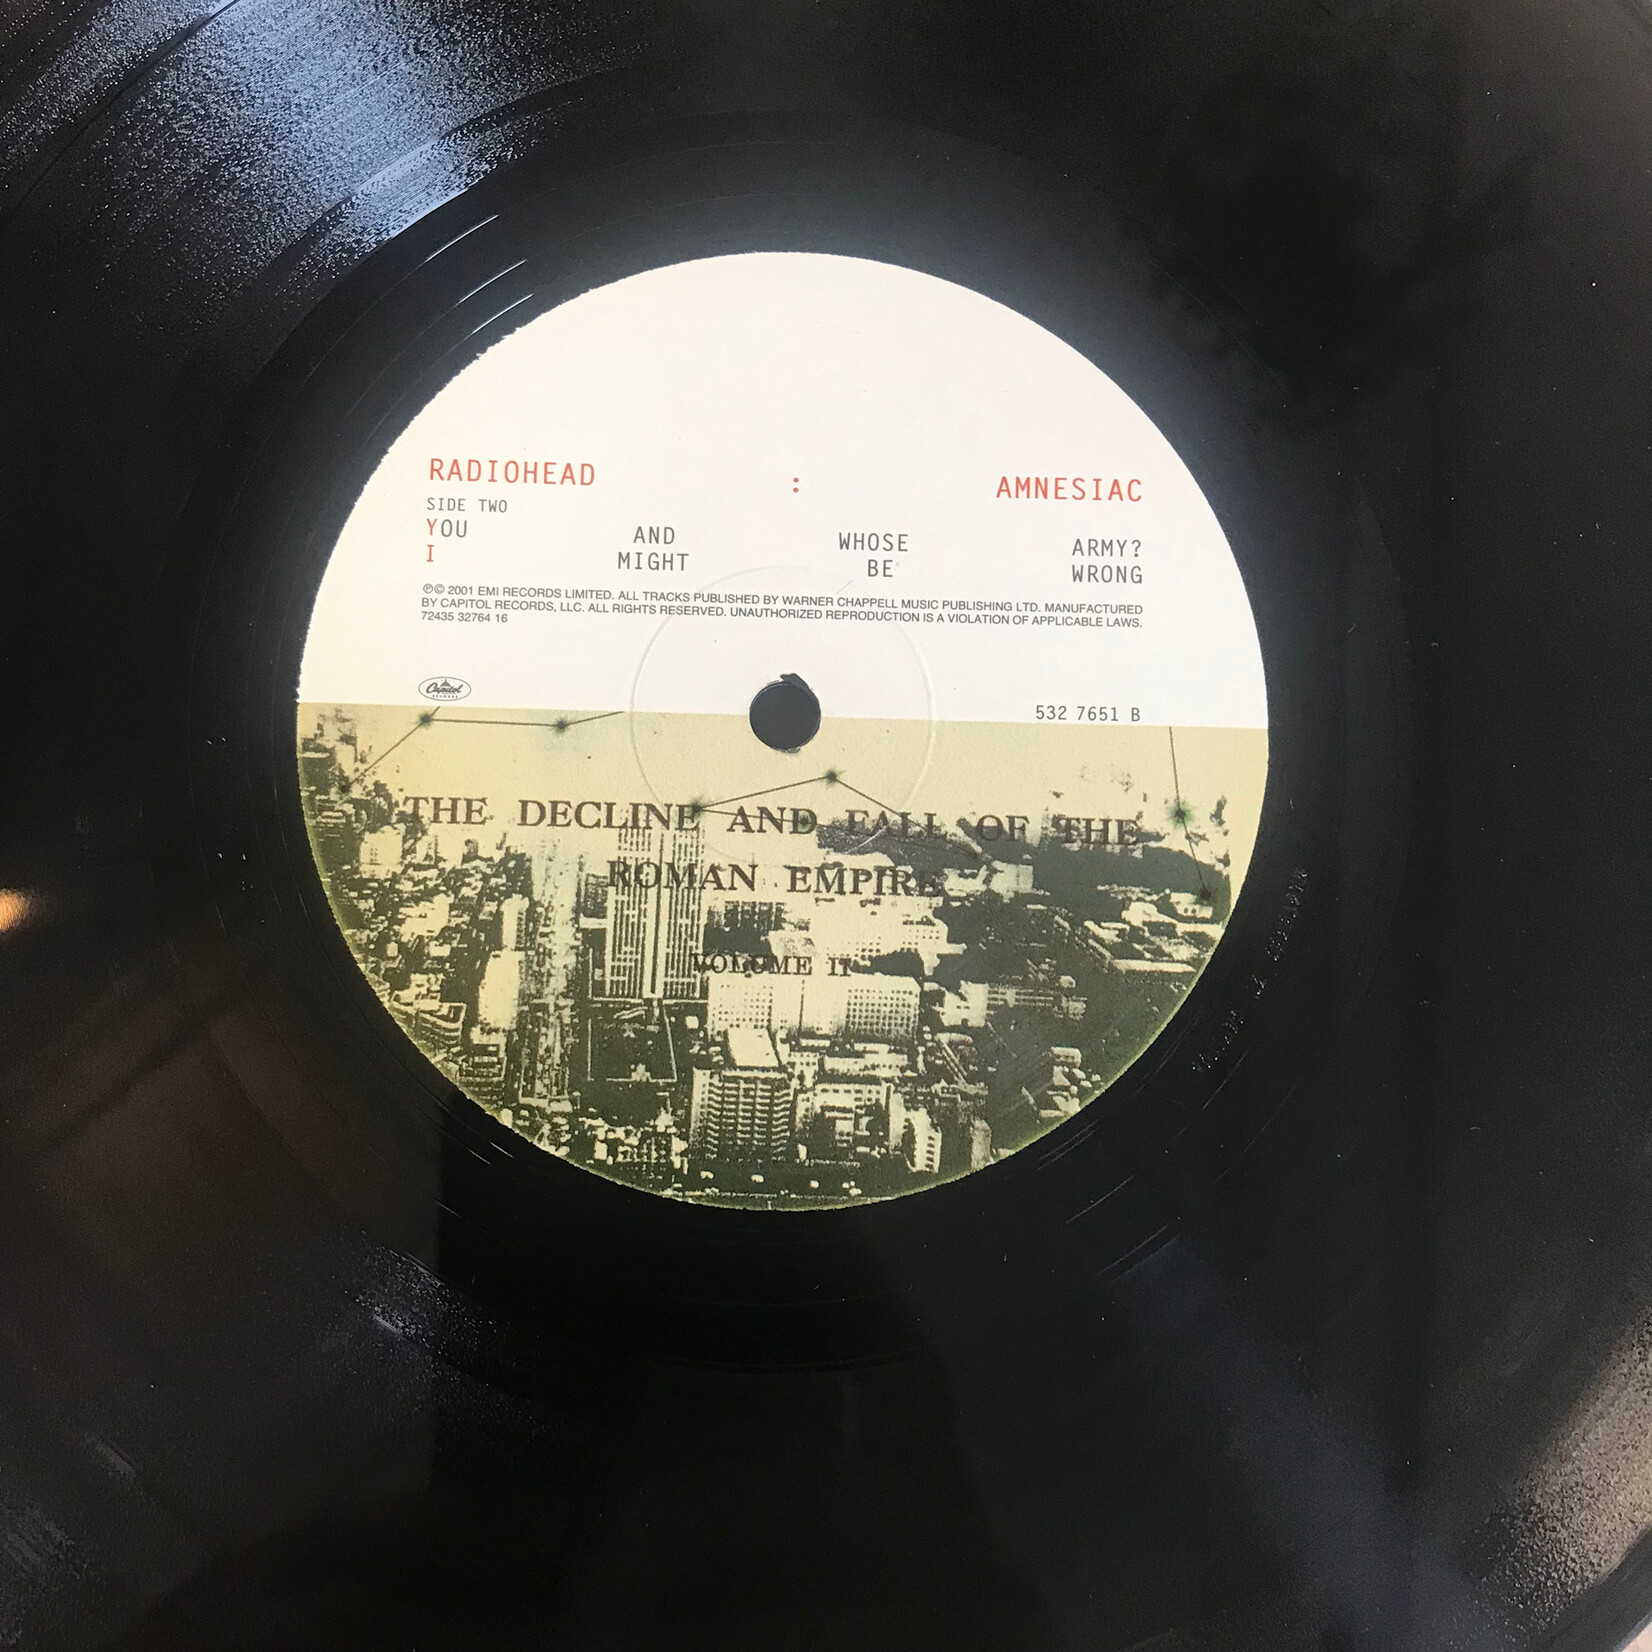 RADIOHEAD : AMNESIAC
SIDE TWO
YOU AND WHOSE ARMY?
I MIGHT BE WRONG
℗© 2001 EMI RECORDS LIMITED. ALL TRACKS PUBLISHED BY WARNER CHAPPELL MUSIC PUBLISHING LTD. MANUFACTURED
BY CAPITOL RECORDS, LLC. ALL RIGHTS RESERVED. UNAUTHORIZED REPRODUCTION IS A VIOLATION OF APPLICABLE LAWS.
72435 32764 16
Capitol
RECORDS
532 7651 B
THE DECLINE AND FALL OF THE
ROMAN EMPIRE
VOLUME II